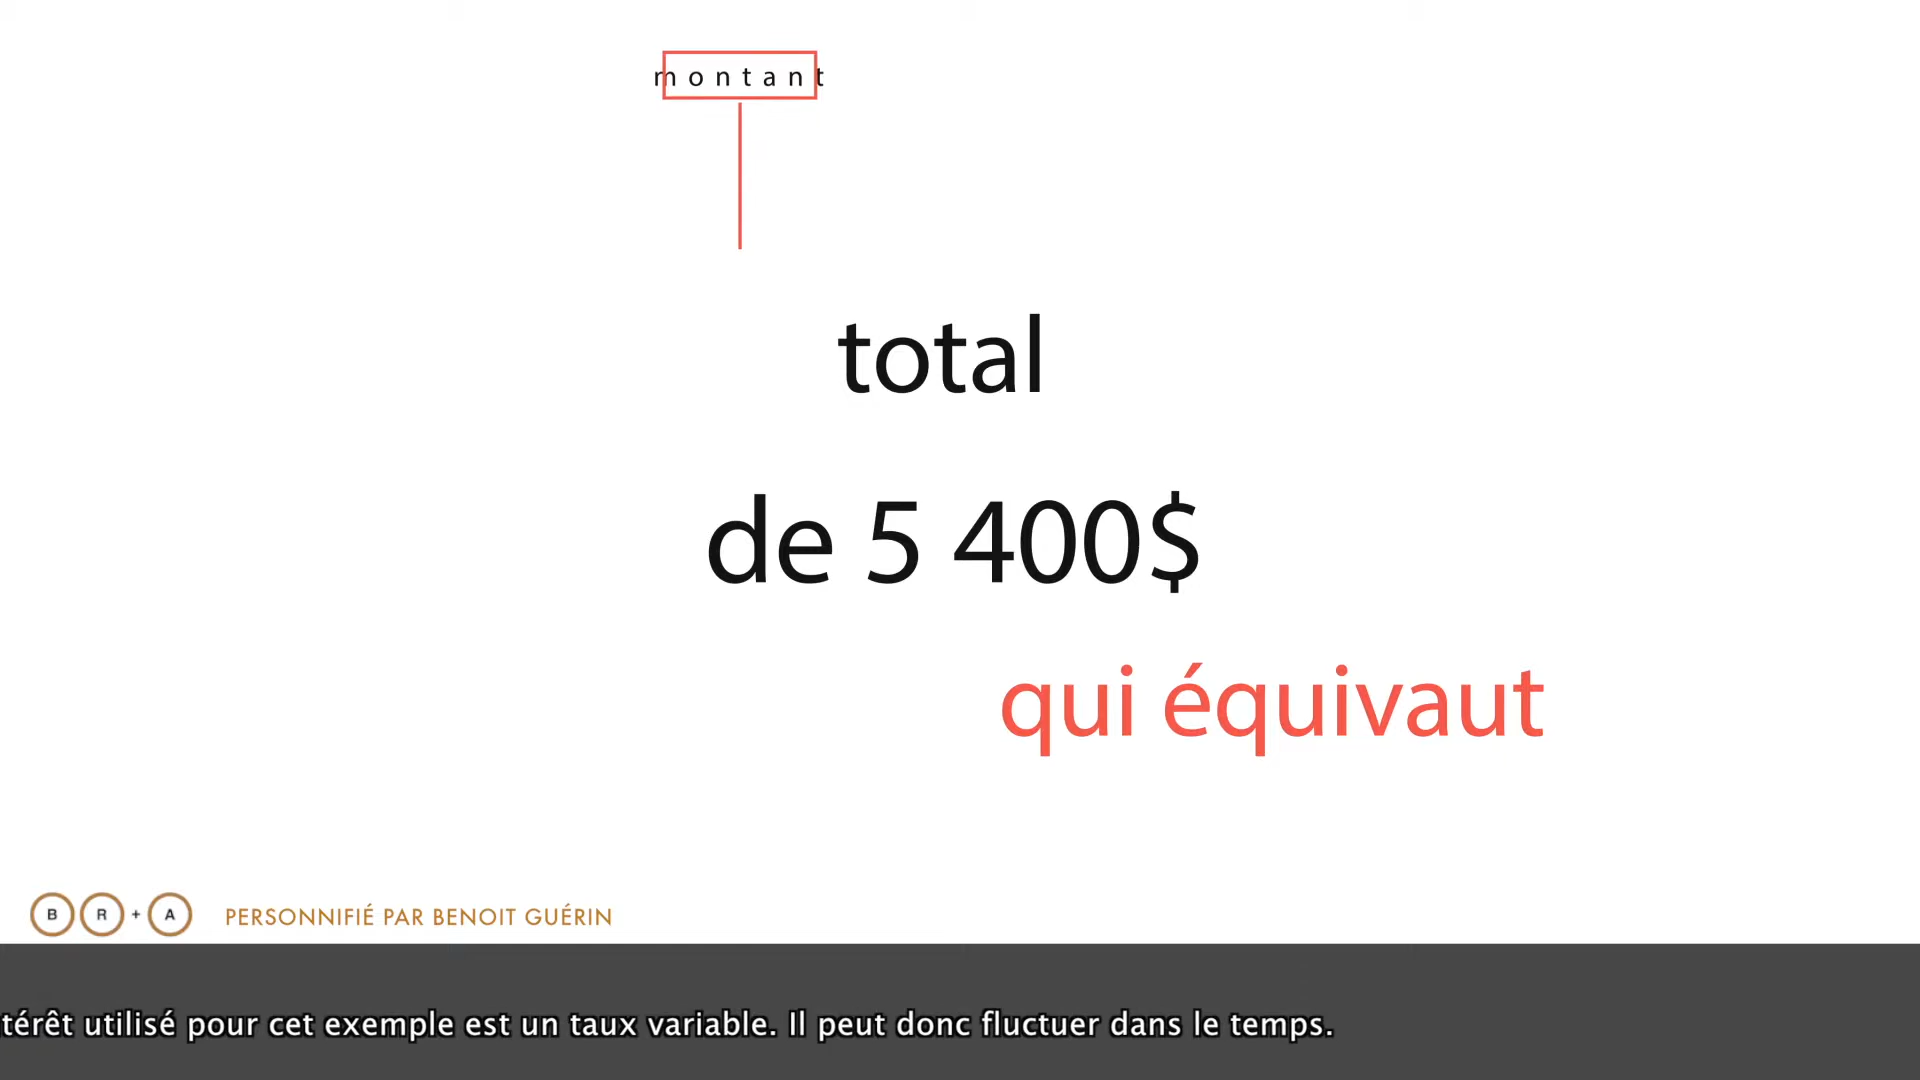 montant
total
de 5 400$
qui équivaut
B R + A PERSONNIFIÉ PAR BENOIT GUÉRIN
térêt utilisé pour cet exemple est un taux variable. Il peut donc fluctuer dans le temps.